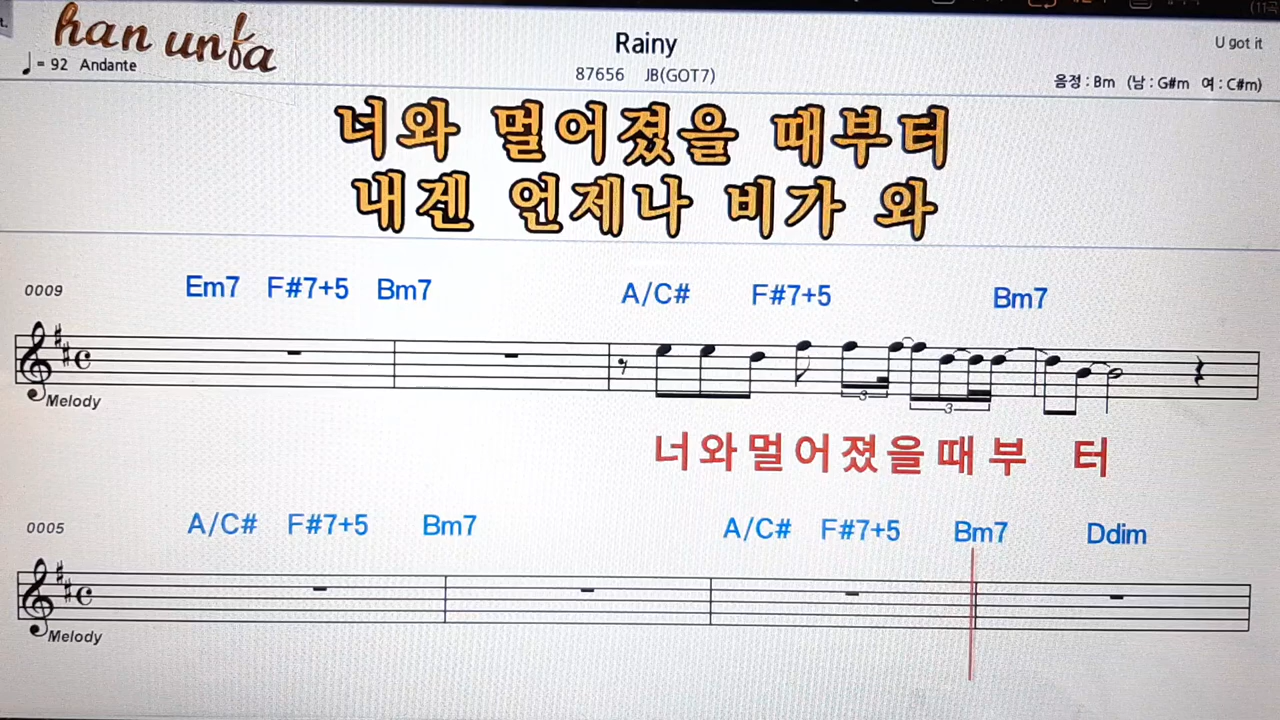 han unfa
Rainy
U got it
♩ = 92 Andante
87656 JB(GOT7)
음정 : Bm (남 : G#m 여 : C#m)
너와 멀어졌을 때부터
내겐 언제나 비가 와
0009 Em7 F#7+5 Bm7 A/C# F#7+5 Bm7
Melody
3 3
너와멀어졌을때부 터
0005 A/C# F#7+5 Bm7 A/C# F#7+5 Bm7 Ddim
Melody